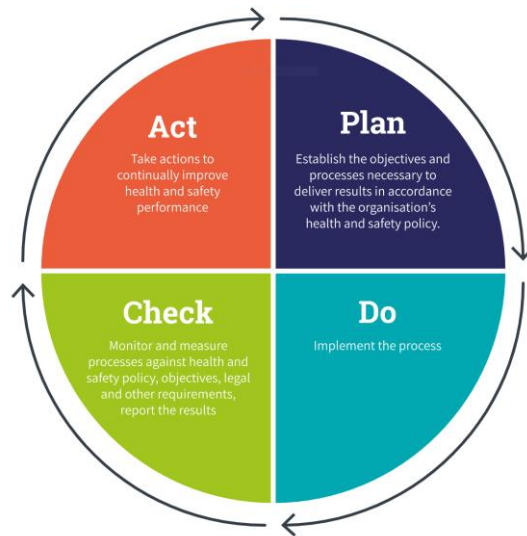 Act
Take actions to
continually improve
health and safety
performance
Plan
Establish the objectives and
processes necessary to
deliver results in accordance
with the organisation's
health and safety policy.
Check
Monitor and measure
processes against health and
safety policy, objectives, legal
and other requirements,
report the results
Do
Implement the process